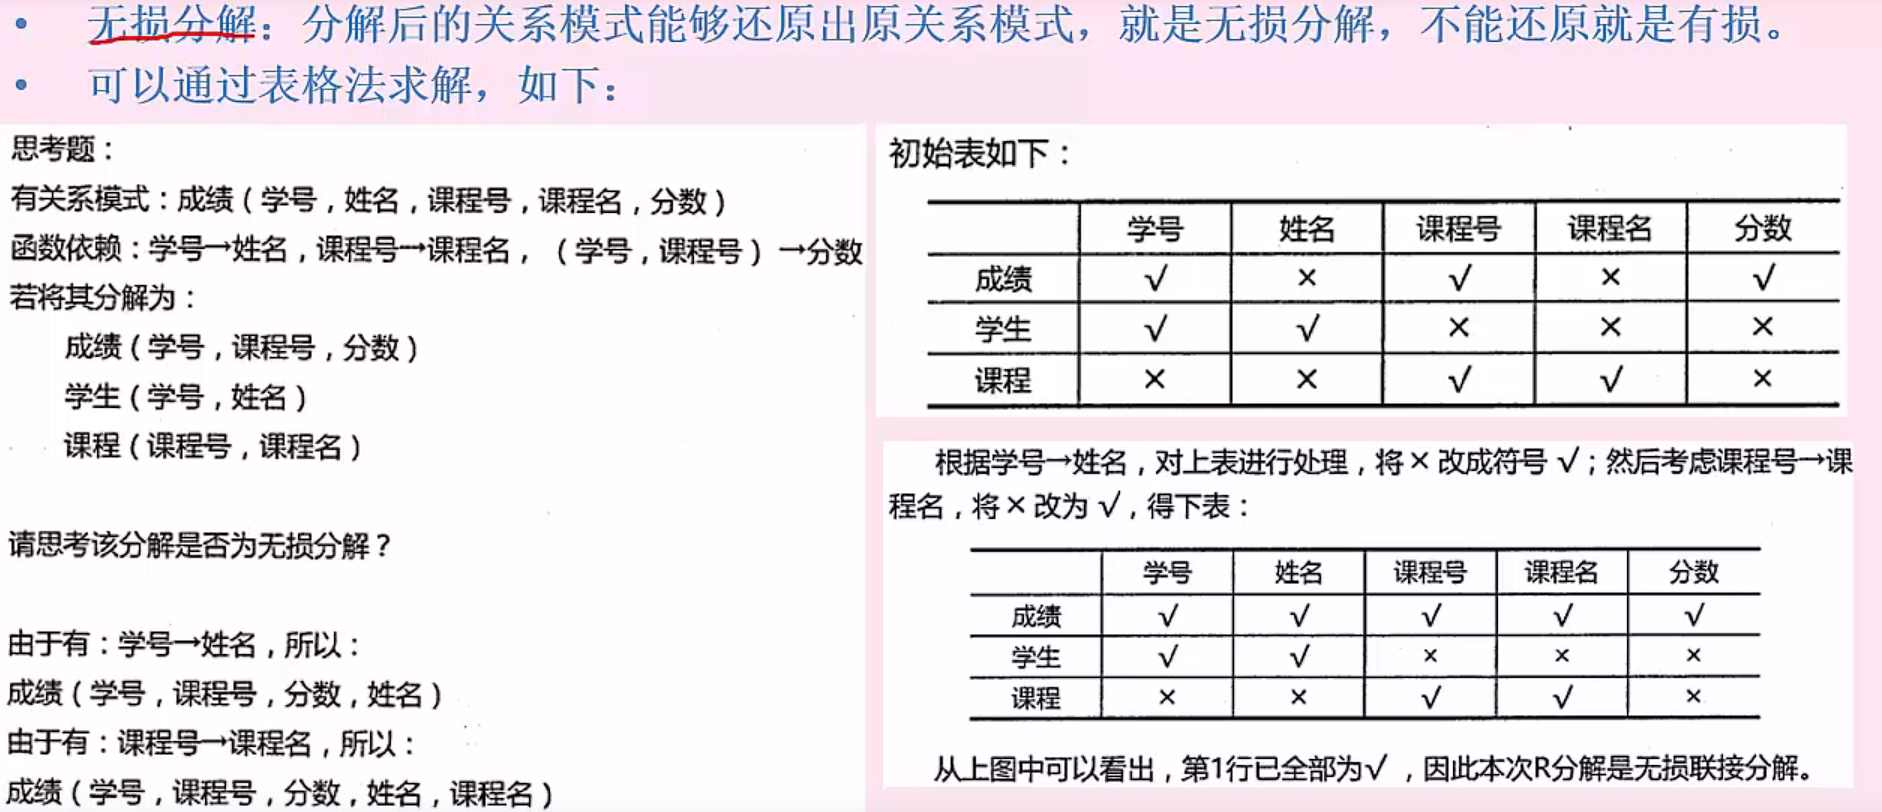 • 无损分解：分解后的关系模式能够还原出原关系模式，就是无损分解，不能还原就是有损。
• 可以通过表格法求解，如下：
思考题：
有关系模式：成绩（学号，姓名，课程号，课程名，分数）
函数依赖：学号→姓名，课程号→课程名，（学号，课程号）→分数
若将其分解为：
成绩（学号，课程号，分数）
学生（学号，姓名）
课程（课程号，课程名）
请思考该分解是否为无损分解？
由于有：学号→姓名，所以：
成绩（学号，课程号，分数，姓名）
由于有：课程号→课程名，所以：
成绩（学号，课程号，分数，姓名，课程名）
初始表如下：
学号 姓名 课程号 课程名 分数
成绩 √ × √ × √
学生 √ √ × × ×
课程 × × √ √ ×
根据学号→姓名，对上表进行处理，将×改成符号√；然后考虑课程号→课
程名，将×改为√，得下表：
学号 姓名 课程号 课程名 分数
成绩 √ √ √ √ √
学生 √ √ × × ×
课程 × × √ √ ×
从上图中可以看出，第1行已全部为√，因此本次R分解是无损联接分解。